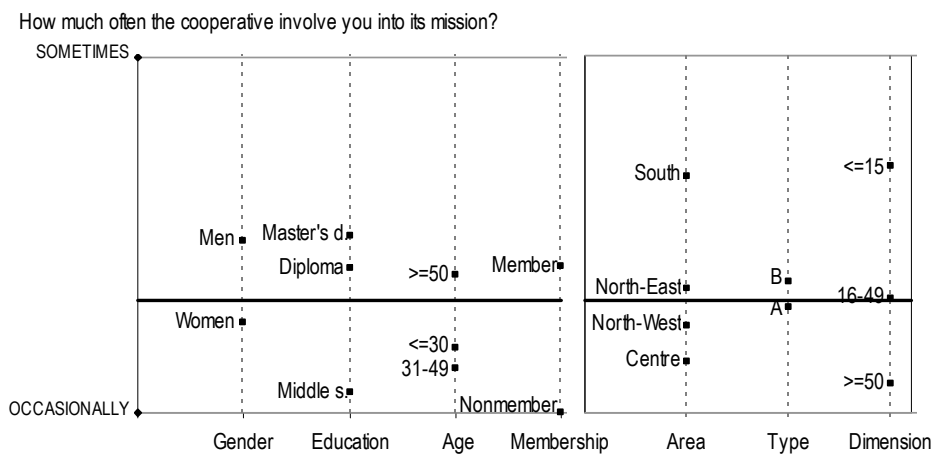 How much often the cooperative involve you into its mission?
SOMETIMES
<=15
South
Men
Master's d.
Diploma
>=50
Member
B
North-East
16-49
A
Women
North-West
<=30
31-49
Centre
Middle s.
>=50
Nonmember
OCCASIONALLY
Gender Education Age Membership Area Type Dimension